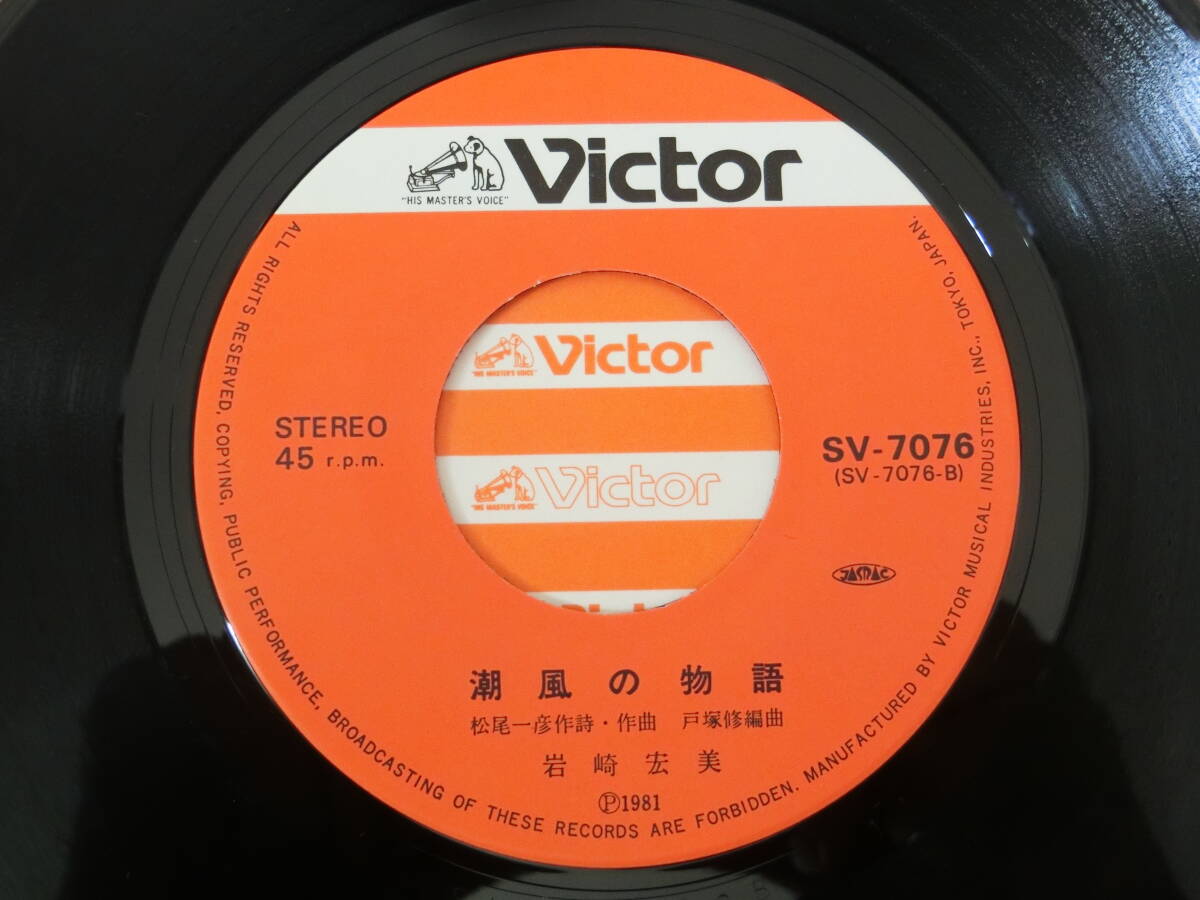 Victor
"HIS MASTER'S VOICE"
Victor
"HIS MASTER'S VOICE"
Victor
"HIS MASTER'S VOICE"
STEREO
45 r.p.m.
SV-7076
(SV-7076-B)
JASRAC
潮風の物語
松尾一彦作詩・作曲 戸塚修編曲
岩崎宏美
Ⓟ1981
ALL RIGHTS RESERVED, COPYING, PUBLIC PERFORMANCE, BROADCASTING OF THESE RECORDS ARE FORBIDDEN. MANUFACTURED BY VICTOR MUSICAL INDUSTRIES, INC., TOKYO, JAPAN.